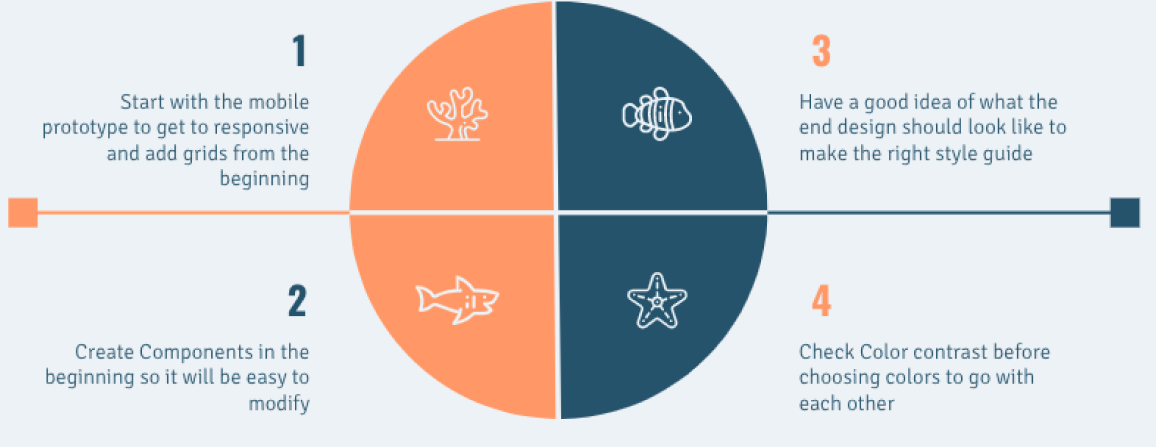 1
Start with the mobile
prototype to get to responsive
and add grids from the
beginning
2
Create Components in the
beginning so it will be easy to
modify
3
Have a good idea of what the
end design should look like to
make the right style guide
4
Check Color contrast before
choosing colors to go with
each other